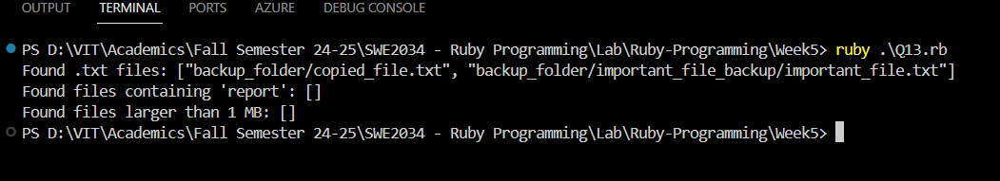 OUTPUT TERMINAL PORTS AZURE DEBUG CONSOLE
PS D:\VIT\Academics\Fall Semester 24-25\SWE2034 - Ruby Programming\Lab\Ruby-Programming\Week5> ruby .\Q13.rb
Found .txt files: ["backup_folder/copied_file.txt", "backup_folder/important_file_backup/important_file.txt"]
Found files containing 'report': []
Found files larger than 1 MB: []
PS D:\VIT\Academics\Fall Semester 24-25\SWE2034 - Ruby Programming\Lab\Ruby-Programming\Week5>